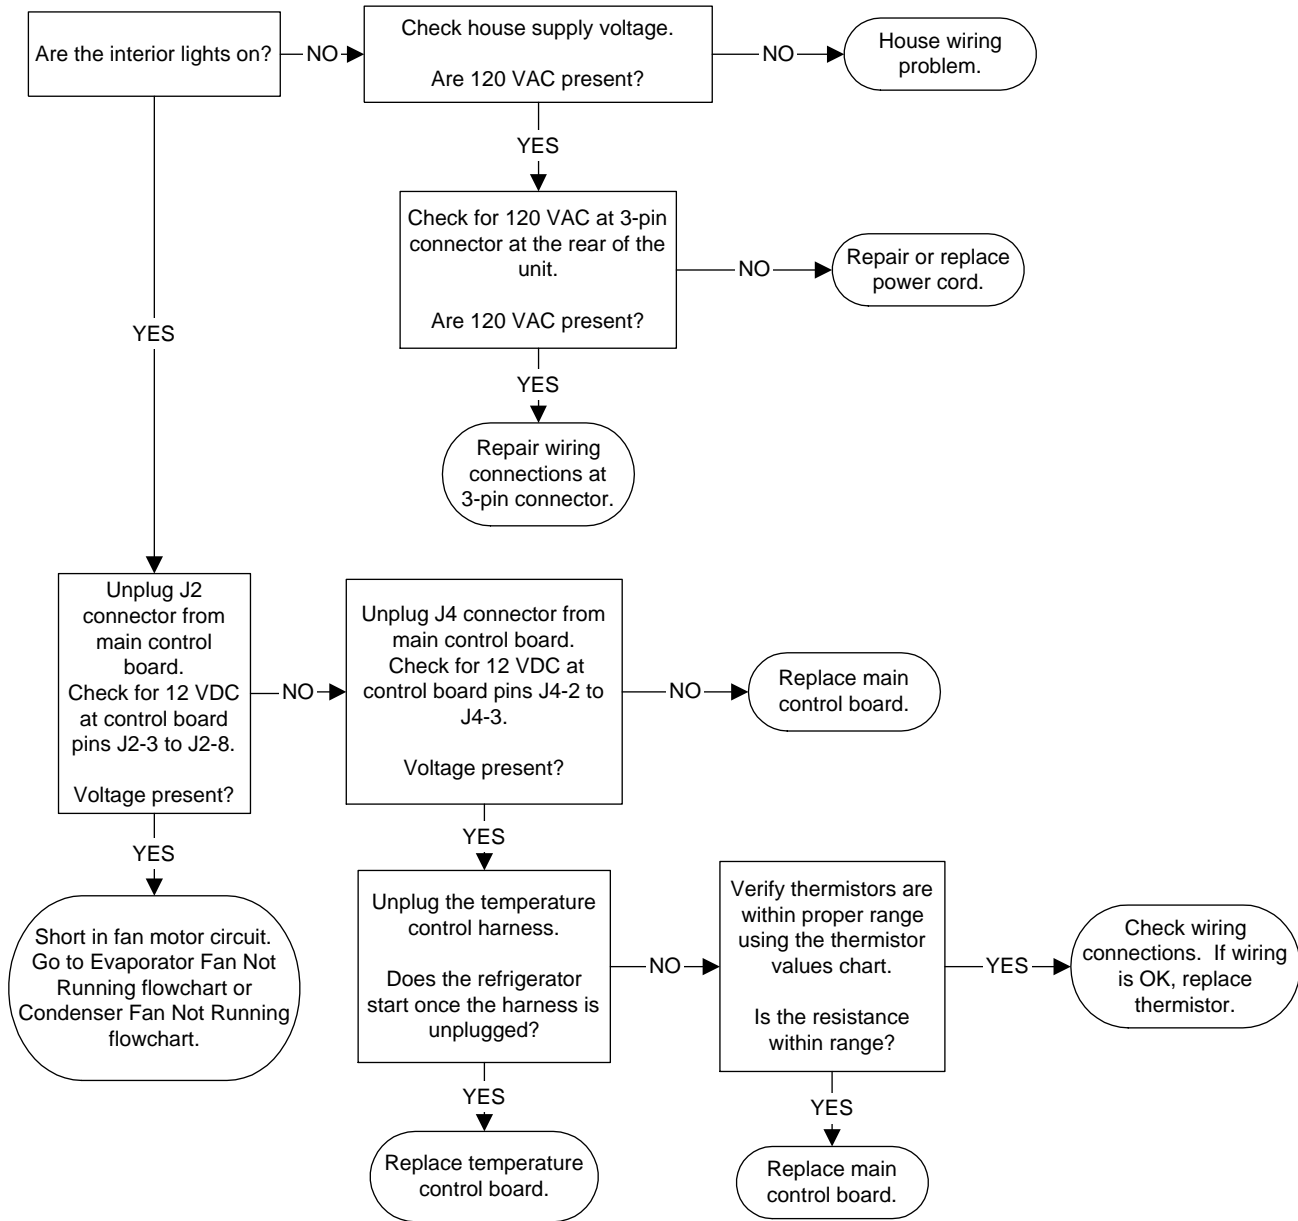 Are the interior lights on?
NO
Check house supply voltage.
Are 120 VAC present?
NO
House wiring
problem.
YES
Check for 120 VAC at 3-pin
connector at the rear of the
unit.
Are 120 VAC present?
NO
Repair or replace
power cord.
YES
YES
Repair wiring
connections at
3-pin connector.
Unplug J2
connector from
main control
board.
Check for 12 VDC
at control board
pins J2-3 to J2-8.
Voltage present?
NO
Unplug J4 connector from
main control board.
Check for 12 VDC at
control board pins J4-2 to
J4-3.
Voltage present?
NO
Replace main
control board.
YES
Short in fan motor circuit.
Go to Evaporator Fan Not
Running flowchart or
Condenser Fan Not Running
flowchart.
YES
Unplug the temperature
control harness.
Does the refrigerator
start once the harness is
unplugged?
NO
Verify thermistors are
within proper range
using the thermistor
values chart.
Is the resistance
within range?
YES
Check wiring
connections.  If wiring
is OK, replace
thermistor.
YES
Replace temperature
control board.
YES
Replace main
control board.